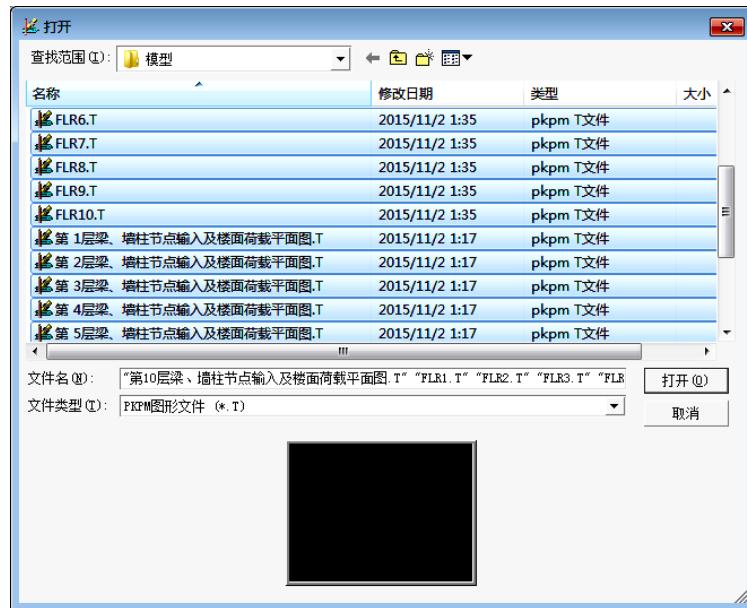 打开
查找范围(I): 模型
名称 修改日期 类型 大小
FLR6.T 2015/11/2 1:35 pkpm T文件
FLR7.T 2015/11/2 1:35 pkpm T文件
FLR8.T 2015/11/2 1:35 pkpm T文件
FLR9.T 2015/11/2 1:35 pkpm T文件
FLR10.T 2015/11/2 1:35 pkpm T文件
第 1层梁、墙柱节点输入及楼面荷载平面图.T 2015/11/2 1:17 pkpm T文件
第 2层梁、墙柱节点输入及楼面荷载平面图.T 2015/11/2 1:17 pkpm T文件
第 3层梁、墙柱节点输入及楼面荷载平面图.T 2015/11/2 1:17 pkpm T文件
第 4层梁、墙柱节点输入及楼面荷载平面图.T 2015/11/2 1:17 pkpm T文件
第 5层梁、墙柱节点输入及楼面荷载平面图.T 2015/11/2 1:17 pkpm T文件
文件名(N): "第10层梁、墙柱节点输入及楼面荷载平面图.T" "FLR1.T" "FLR2.T" "FLR3.T" "FLR 打开(O)
文件类型(T): PKPM图形文件 (*.T) 取消